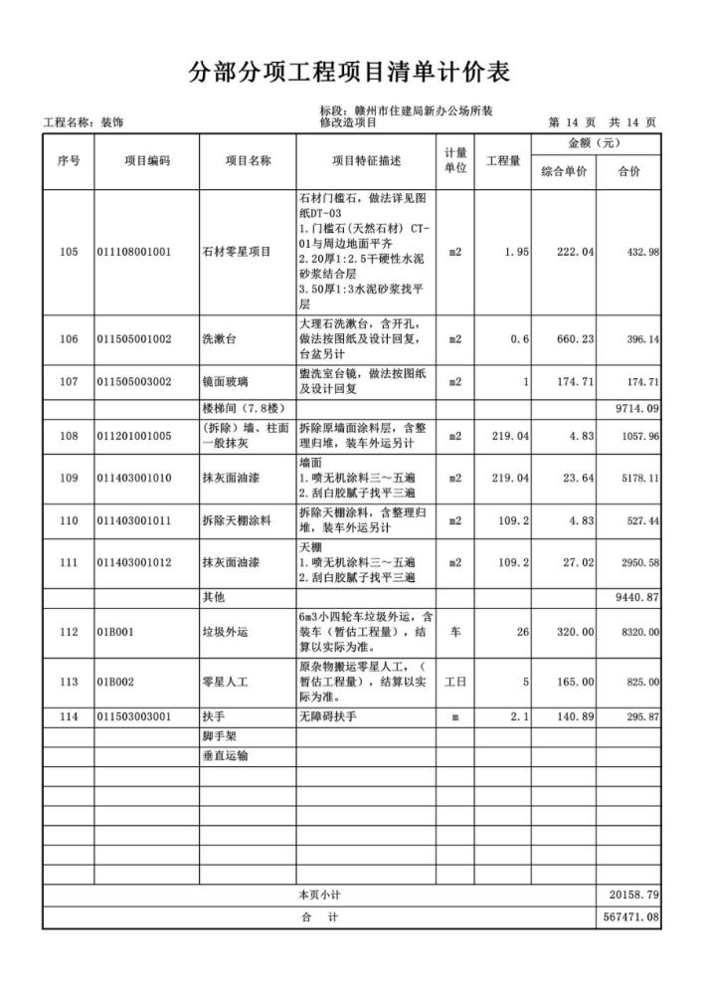 分部分项工程项目清单计价表
标段：赣州市住建局新办公场所装
工程名称：装饰 修改造项目 第 14 页 共 14 页
序号 项目编码 项目名称 项目特征描述 计量单位 工程量 金额（元）
综合单价 合价
105 011108001001 石材零星项目 石材门槛石，做法详见图
纸DT-03
1.门槛石(天然石材) CT-
01与周边地面平齐
2.20厚1:2.5干硬性水泥
砂浆结合层
3.50厚1:3水泥砂浆找平
层 m2 1.95 222.04 432.98
106 011505001002 洗漱台 大理石洗漱台，含开孔，
做法按图纸及设计回复，
台盆另计 m2 0.6 660.23 396.14
107 011505003002 镜面玻璃 盥洗室台镜，做法按图纸
及设计回复 m2 1 174.71 174.71
楼梯间（7.8楼） 9714.09
108 011201001005 (拆除）墙、柱面
一般抹灰 拆除原墙面涂料层，含整
理归堆，装车外运另计 m2 219.04 4.83 1057.96
109 011403001010 抹灰面油漆 墙面
1.喷无机涂料三～五遍
2.刮白胶腻子找平三遍 m2 219.04 23.64 5178.11
110 011403001011 拆除天棚涂料 拆除天棚涂料，含整理归
堆，装车外运另计 m2 109.2 4.83 527.44
111 011403001012 抹灰面油漆 天棚
1.喷无机涂料三～五遍
2.刮白胶腻子找平三遍 m2 109.2 27.02 2950.58
其他 9440.87
112 01B001 垃圾外运 6m3小四轮车垃圾外运，含
装车（暂估工程量），结
算以实际为准。 车 26 320.00 8320.00
113 01B002 零星人工 原杂物搬运零星人工，（
暂估工程量），结算以实
际为准。 工日 5 165.00 825.00
114 011503003001 扶手 无障碍扶手 m 2.1 140.89 295.87
脚手架
垂直运输
本页小计 20158.79
合 计 567471.08